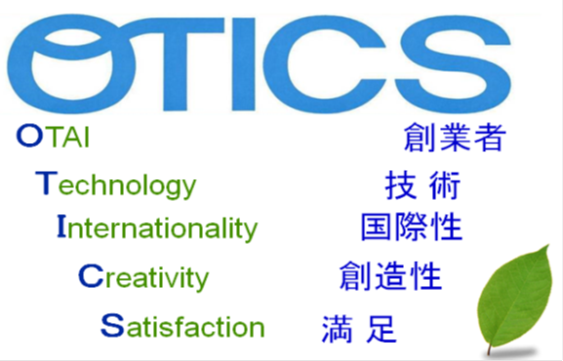 OTICS
OTAI 創業者
Technology 技術
Internationality 国際性
Creativity 創造性
Satisfaction 満足